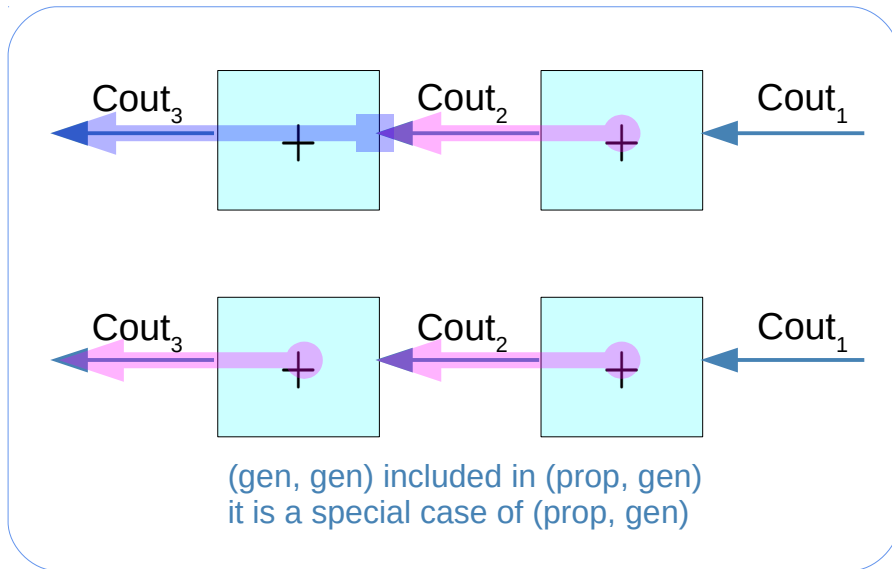 Cout₃ Cout₂ Cout₁
+ +
Cout₃ Cout₂ Cout₁
+ +
(gen, gen) included in (prop, gen)
it is a special case of (prop, gen)